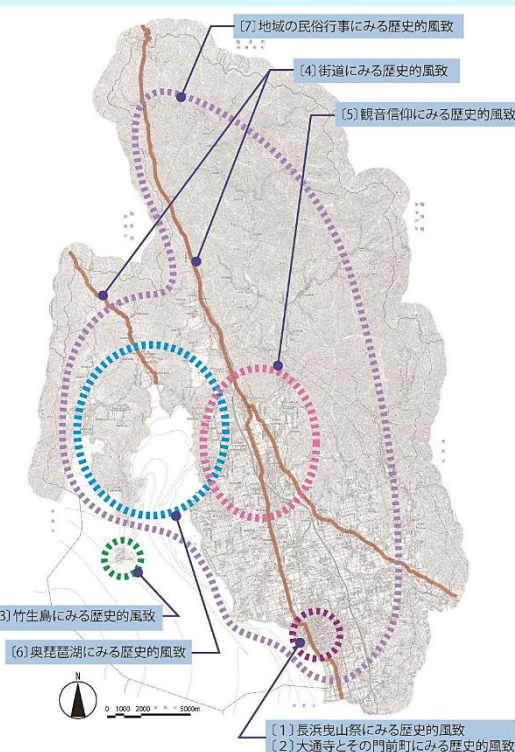 [7]地域の民俗行事にみる歴史的風致
[4]街道にみる歴史的風致
[5]観音信仰にみる歴史的風致
3]竹生島にみる歴史的風致
[6]奥琵琶湖にみる歴史的風致
N
0 1000 2000 5000m
[1]長浜曳山祭にみる歴史的風致
[2]大通寺とその門前町にみる歴史的風致